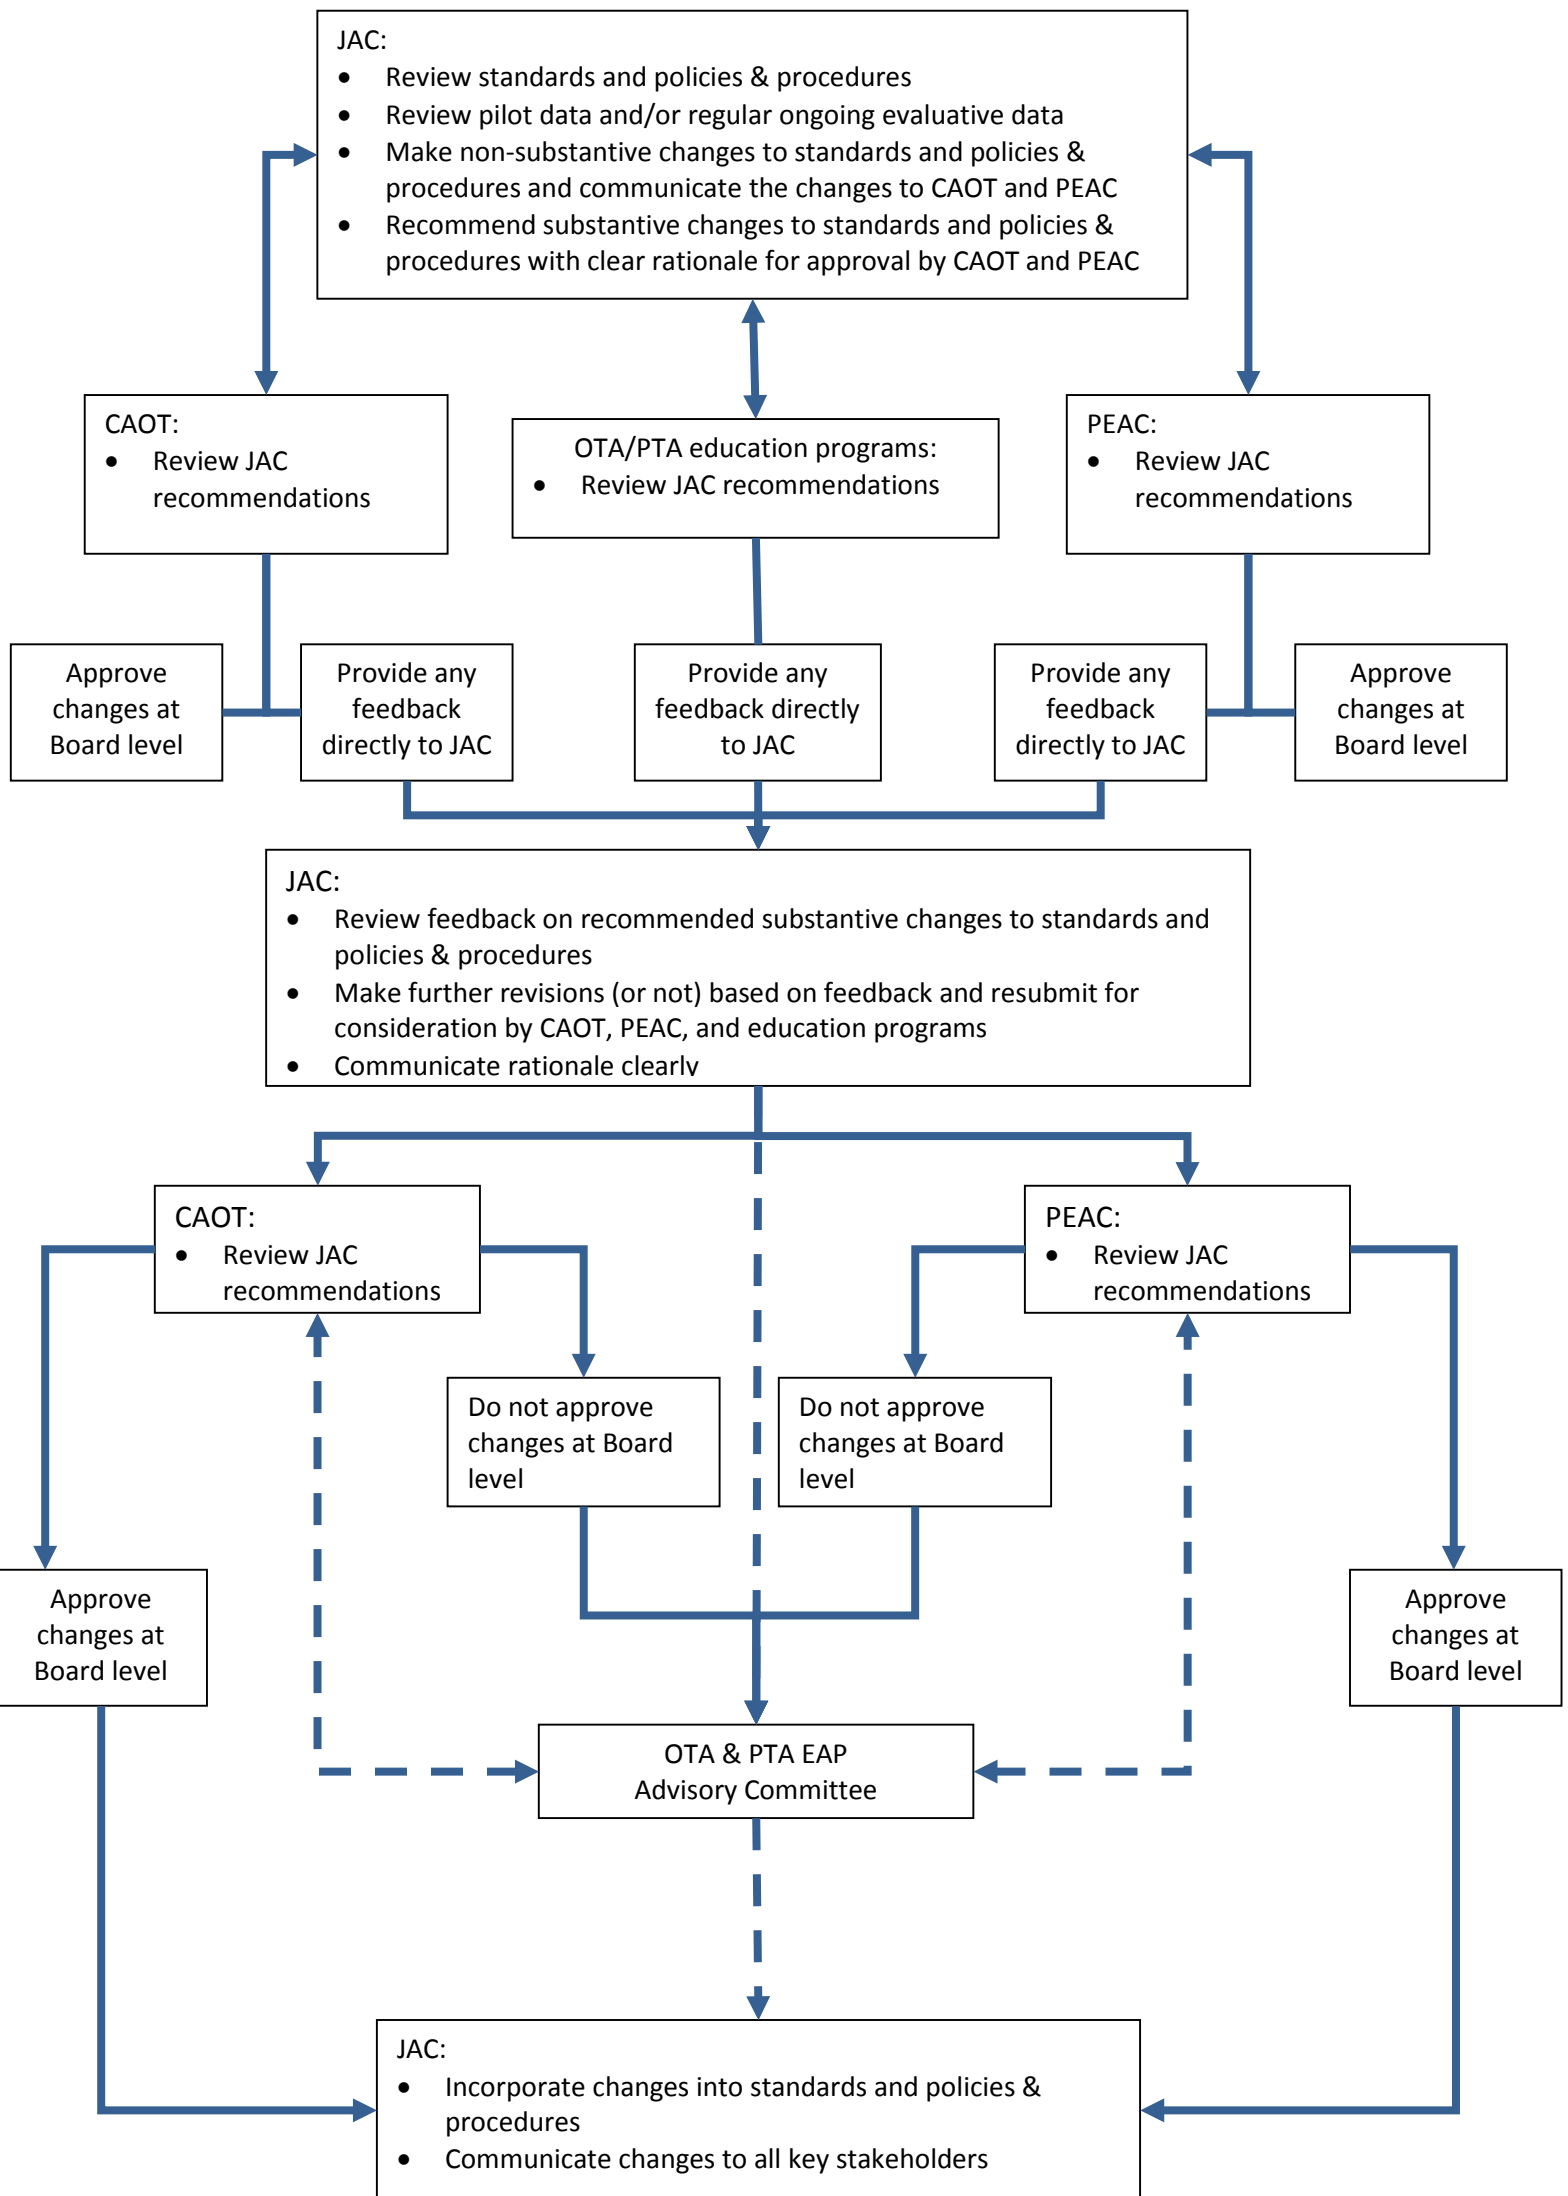 JAC:
• Review standards and policies & procedures
• Review pilot data and/or regular ongoing evaluative data
• Make non-substantive changes to standards and policies &
procedures and communicate the changes to CAOT and PEAC
• Recommend substantive changes to standards and policies &
procedures with clear rationale for approval by CAOT and PEAC
CAOT:
• Review JAC
recommendations
OTA/PTA education programs:
• Review JAC recommendations
PEAC:
• Review JAC
recommendations
Approve
changes at
Board level
Provide any
feedback
directly to JAC
Provide any
feedback directly
to JAC
Provide any
feedback
directly to JAC
Approve
changes at
Board level
JAC:
• Review feedback on recommended substantive changes to standards and
policies & procedures
• Make further revisions (or not) based on feedback and resubmit for
consideration by CAOT, PEAC, and education programs
• Communicate rationale clearly
CAOT:
• Review JAC
recommendations
PEAC:
• Review JAC
recommendations
Do not approve
changes at Board
level
Do not approve
changes at Board
level
Approve
changes at
Board level
Approve
changes at
Board level
OTA & PTA EAP
Advisory Committee
JAC:
• Incorporate changes into standards and policies &
procedures
• Communicate changes to all key stakeholders